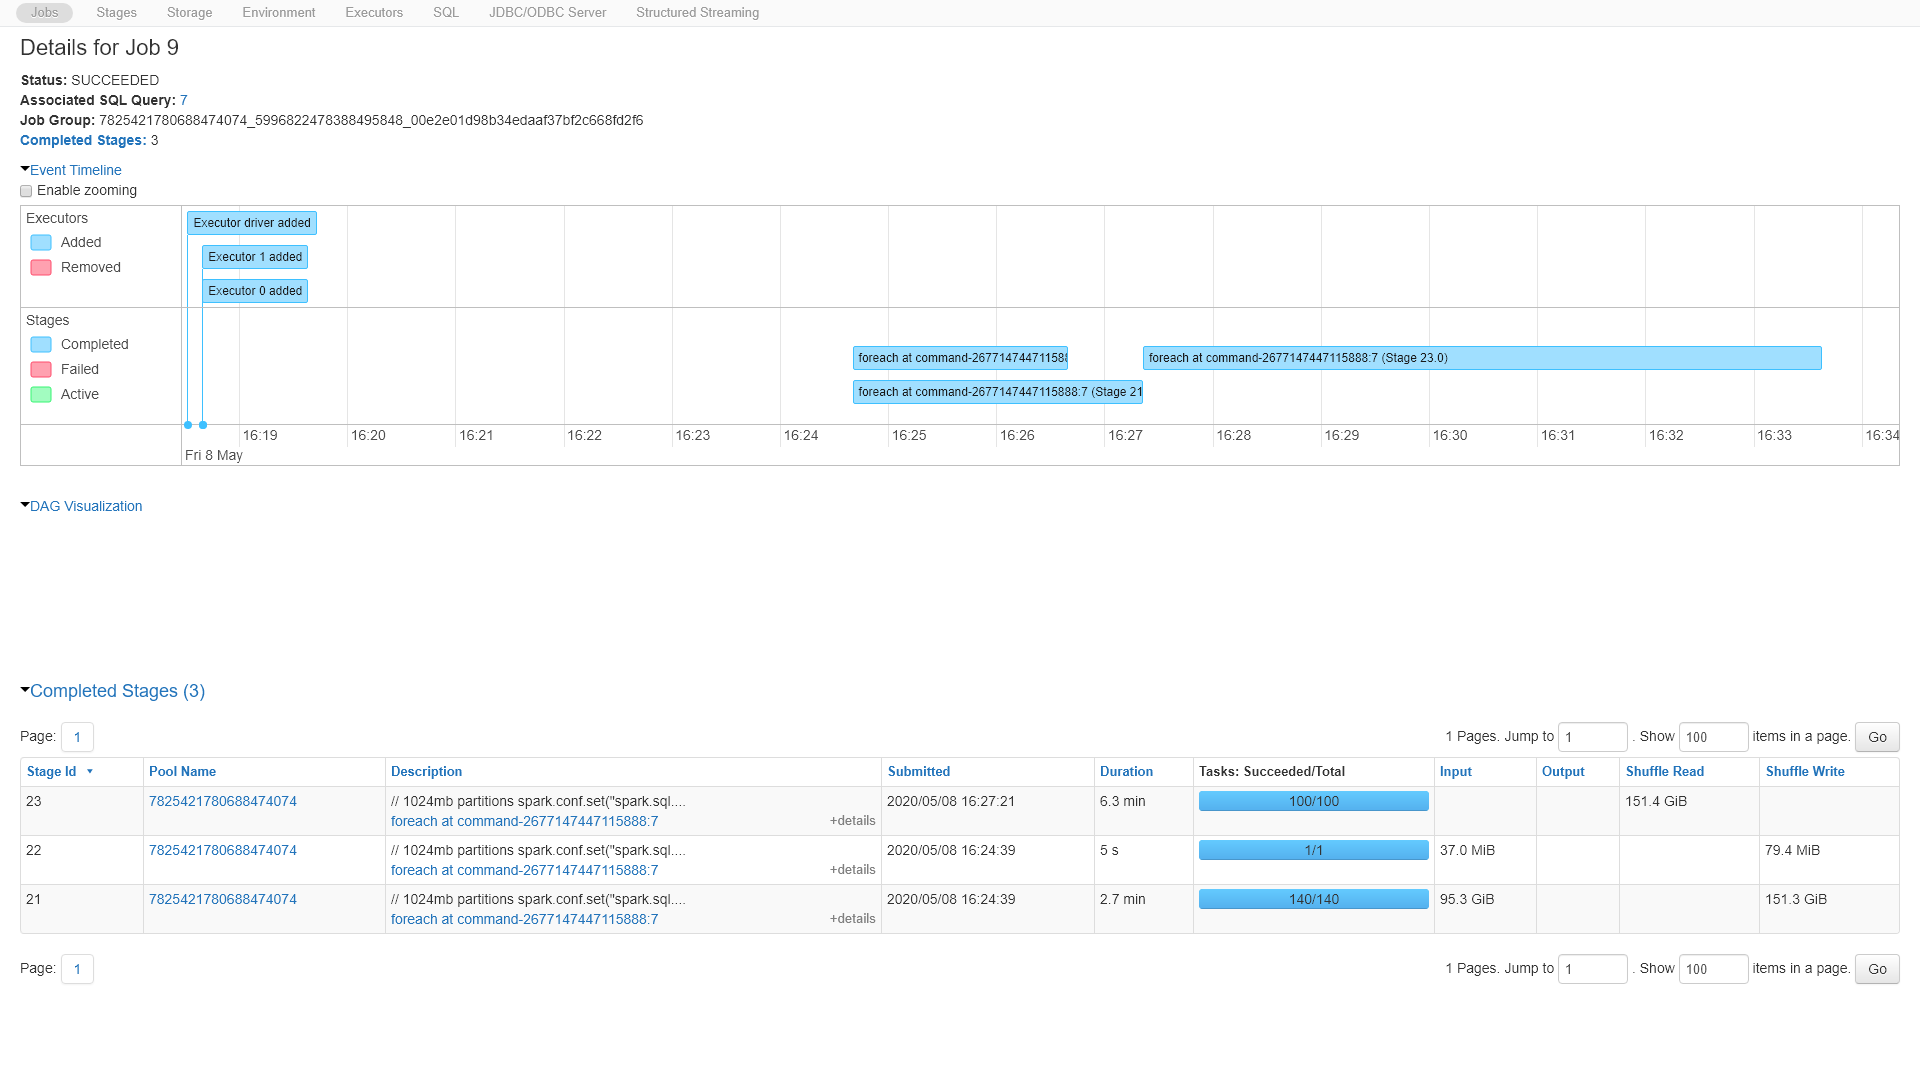 Jobs Stages Storage Environment Executors SQL JDBC/ODBC Server Structured Streaming
Details for Job 9
Status: SUCCEEDED
Associated SQL Query: 7
Job Group: 7825421780688474074_5996822478388495848_00e2e01d98b34edaaf37bf2c668fd2f6
Completed Stages: 3
Event Timeline
Enable zooming
Executors
Added
Removed
Executor driver added
Executor 1 added
Executor 0 added
Stages
Completed
Failed
Active
foreach at command-267714744711588
foreach at command-2677147447115888:7 (Stage 23.0)
foreach at command-2677147447115888:7 (Stage 21
16:19 16:20 16:21 16:22 16:23 16:24 16:25 16:26 16:27 16:28 16:29 16:30 16:31 16:32 16:33 16:34
Fri 8 May
DAG Visualization
Completed Stages (3)
Page: 1 1 Pages. Jump to 1 . Show 100 items in a page. Go
Stage Id Pool Name Description Submitted Duration Tasks: Succeeded/Total Input Output Shuffle Read Shuffle Write
23 7825421780688474074 // 1024mb partitions spark.conf.set("spark.sql.... 2020/05/08 16:27:21 6.3 min 100/100 151.4 GiB
foreach at command-2677147447115888:7 +details
22 7825421780688474074 // 1024mb partitions spark.conf.set("spark.sql.... 2020/05/08 16:24:39 5 s 1/1 37.0 MiB 79.4 MiB
foreach at command-2677147447115888:7 +details
21 7825421780688474074 // 1024mb partitions spark.conf.set("spark.sql.... 2020/05/08 16:24:39 2.7 min 140/140 95.3 GiB 151.3 GiB
foreach at command-2677147447115888:7 +details
Page: 1 1 Pages. Jump to 1 . Show 100 items in a page. Go